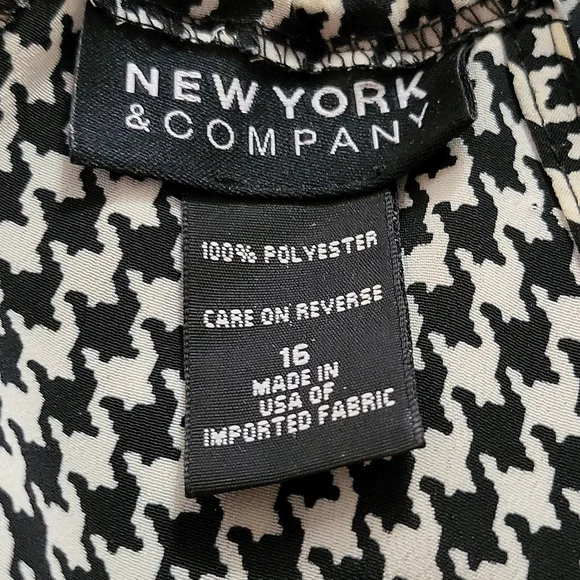 NEW YORK
& COMPANY
100% POLYESTER
CARE ON REVERSE
16
MADE IN
USA OF
IMPORTED FABRIC